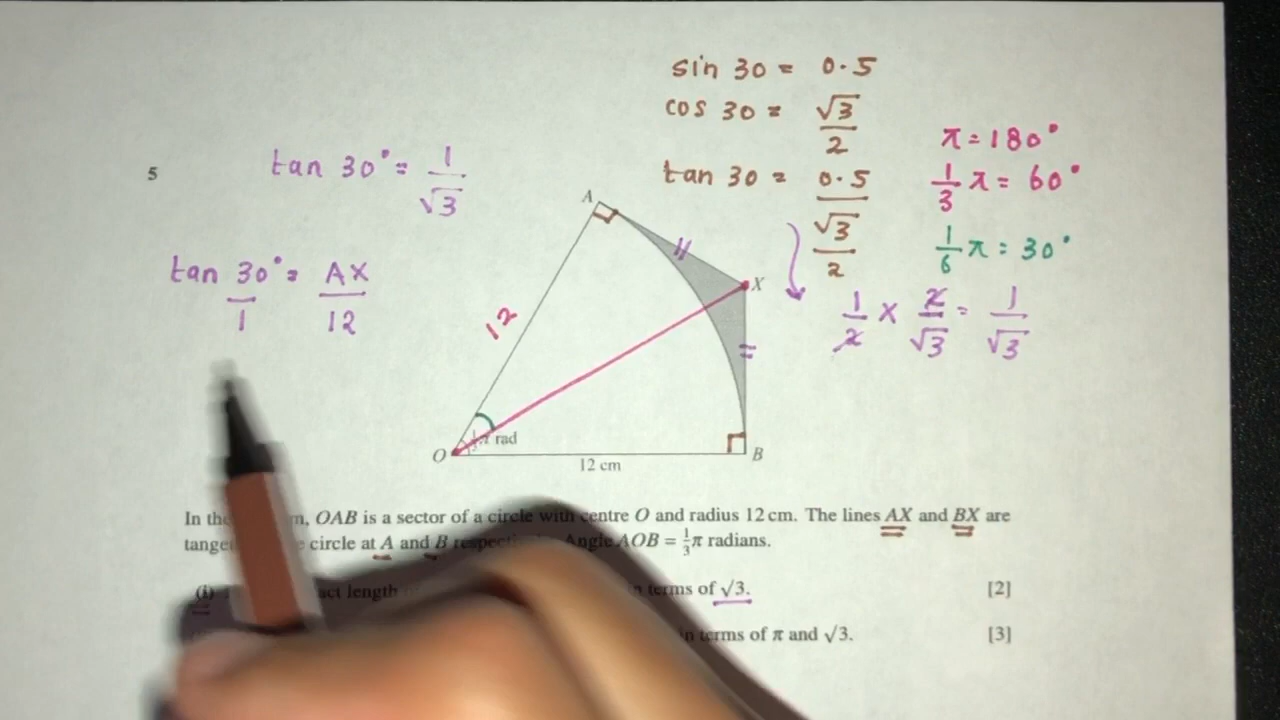 sin 30 = 0.5
cos 30 = √3/2
tan 30 = 0.5/(√3/2)
1/2 × 2/√3 = 1/√3
π = 180°
1/3 π = 60°
1/6 π = 30°
5
tan 30° = 1/√3
tan 30°/1 = AX/12
A
X
12
O
rad
B
12 cm
In the OAB is a sector of a circle with centre O and radius 12 cm. The lines AX and BX are
circle at A and B Angle AOB = 1/3 π radians.
(i) length terms of √3. [2]
in terms of π and √3. [3]